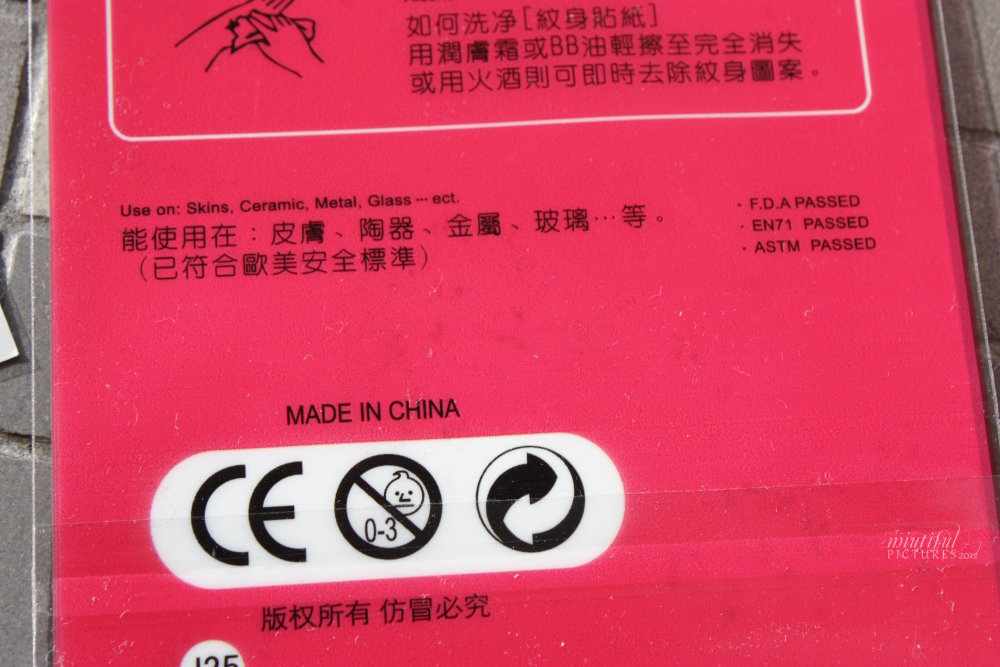 如何洗净[紋身貼紙]
用潤膚霜或BB油輕擦至完全消失
或用火酒則可即時去除紋身圖案。
Use on: Skins, Ceramic, Metal, Glass … ect.
能使用在：皮膚、陶器、金屬、玻璃…等。
（已符合歐美安全標準）
· F.D.A PASSED
· EN71 PASSED
· ASTM PASSED
MADE IN CHINA
CE
0-3
版权所有 仿冒必究
miutiful
PICTURES 2012